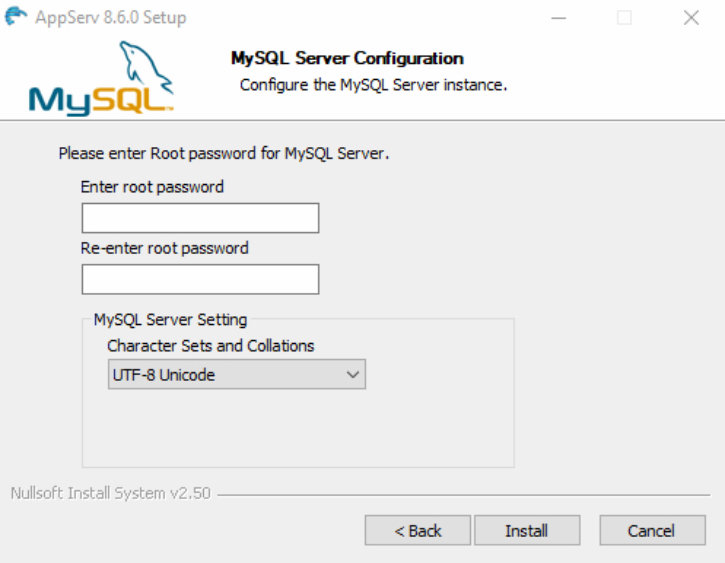 AppServ 8.6.0 Setup
MySQL
MySQL Server Configuration
Configure the MySQL Server instance.
Please enter Root password for MySQL Server.
Enter root password
Re-enter root password
MySQL Server Setting
Character Sets and Collations
UTF-8 Unicode
Nullsoft Install System v2.50
< Back
Install
Cancel